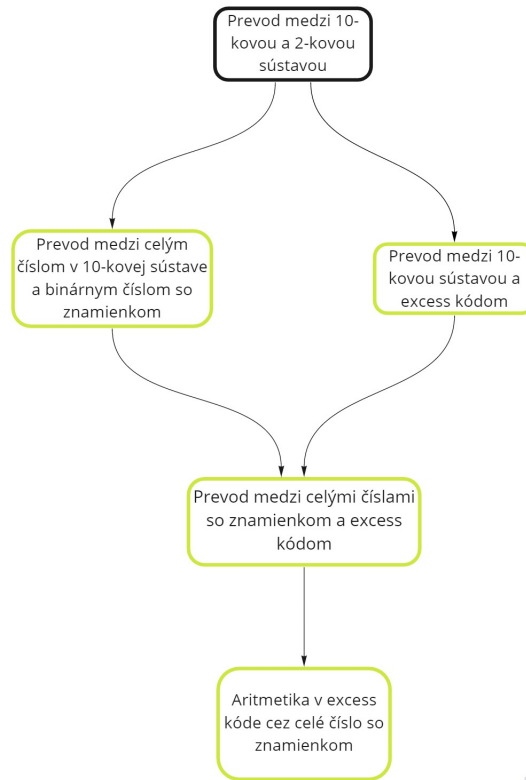 Prevod medzi 10-
kovou a 2-kovou
sústavou
Prevod medzi celým
číslom v 10-kovej sústave
a binárnym číslom so
znamienkom
Prevod medzi 10-
kovou sústavou a
excess kódom
Prevod medzi celými číslami
so znamienkom a excess
kódom
Aritmetika v excess
kóde cez celé číslo so
znamienkom